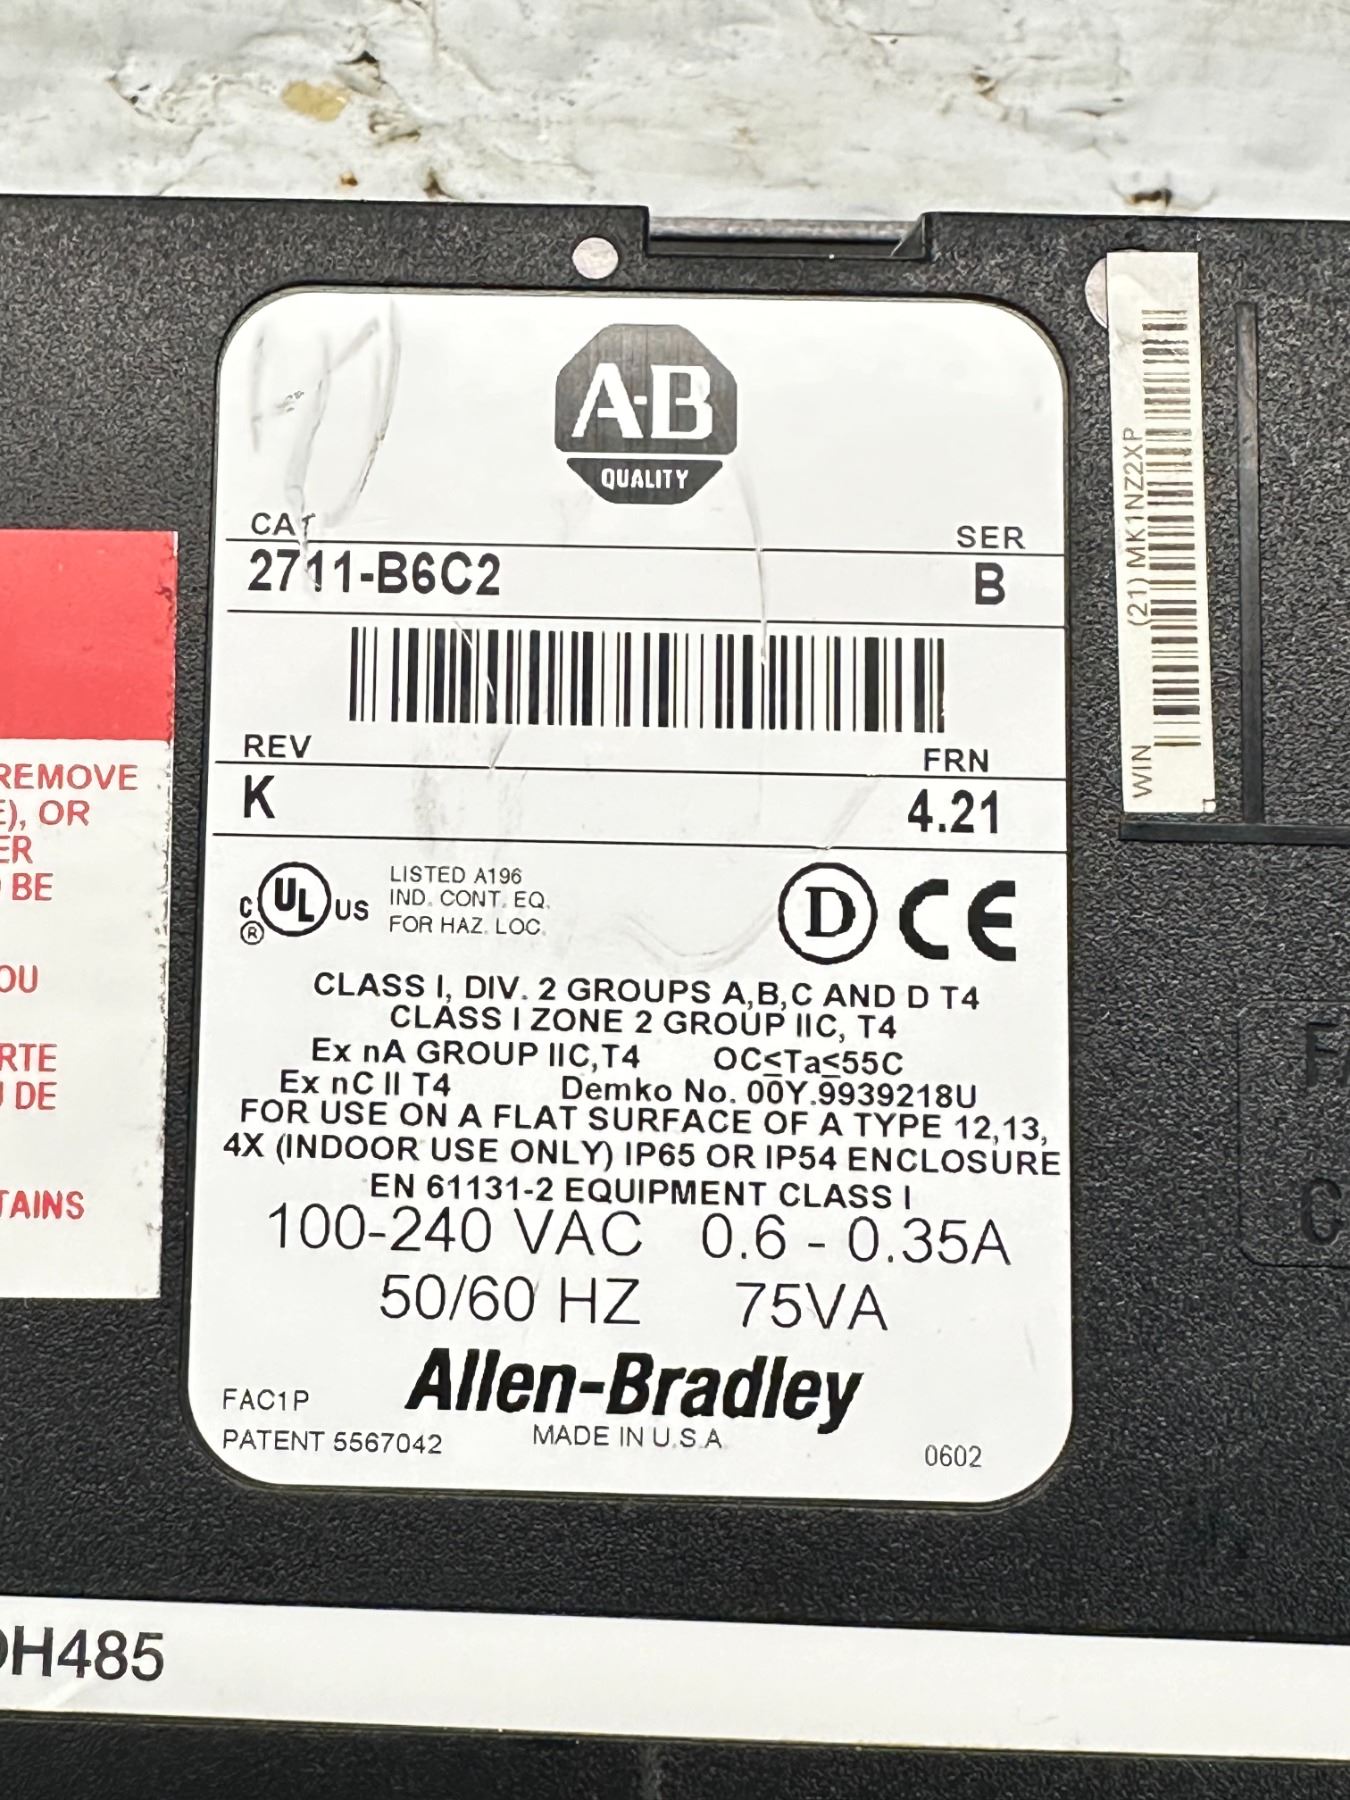 A-B
QUALITY
CAT
SER
2711-B6C2
B
REV
FRN
K
4.21
C UL US
®
LISTED A196
IND. CONT. EQ.
FOR HAZ. LOC.
D CE
CLASS I, DIV. 2 GROUPS A,B,C AND D T4
CLASS I ZONE 2 GROUP IIC, T4
Ex nA GROUP IIC,T4 OC≤Ta≤55C
Ex nC II T4 Demko No. 00Y.9939218U
FOR USE ON A FLAT SURFACE OF A TYPE 12,13,
4X (INDOOR USE ONLY) IP65 OR IP54 ENCLOSURE
EN 61131-2 EQUIPMENT CLASS I
100-240 VAC 0.6 - 0.35A
50/60 HZ 75VA
Allen-Bradley
FAC1P
MADE IN U.S.A
PATENT 5567042
0602
WIN (21) MK1NZ2XP
REMOVE
E), OR
ER
BE
OU
RTE
DE
TAINS
DH485